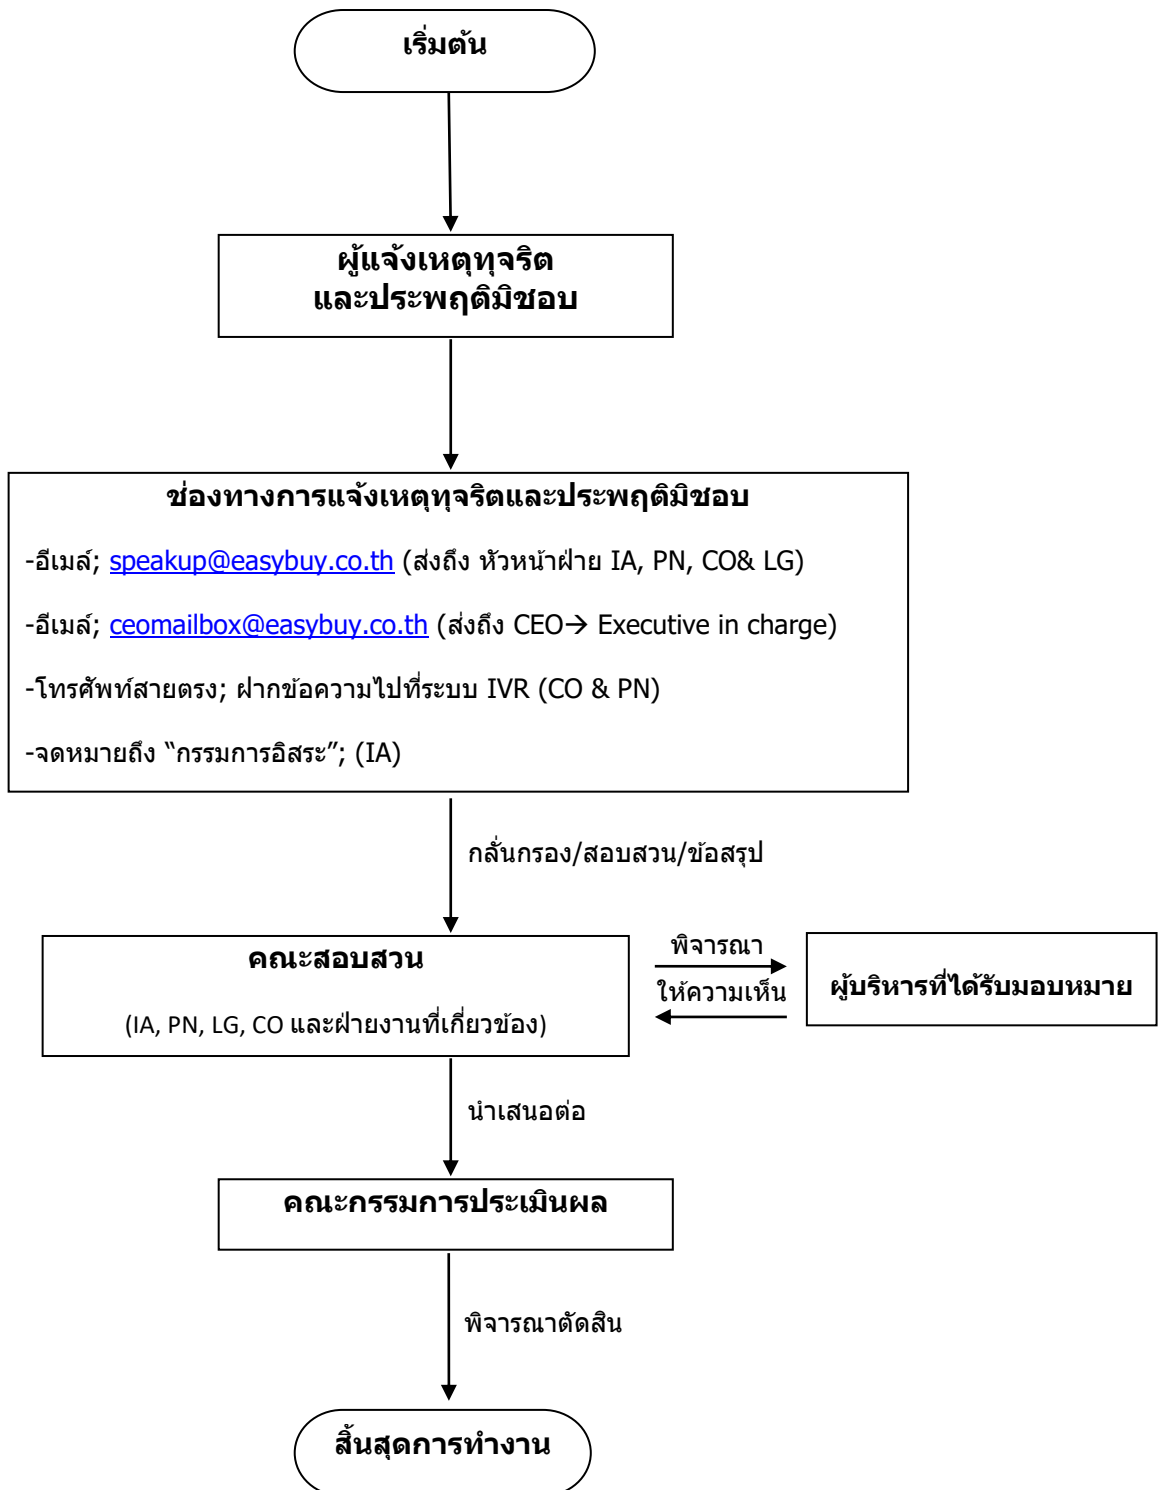 เริ่มต้น
ผู้แจ้งเหตุทุจริต
และประพฤติมิชอบ
ช่องทางการแจ้งเหตุทุจริตและประพฤติมิชอบ
-อีเมล์; speakup@easybuy.co.th (ส่งถึง หัวหน้าฝ่าย IA, PN, CO& LG)
-อีเมล์; ceomailbox@easybuy.co.th (ส่งถึง CEO→ Executive in charge)
-โทรศัพท์สายตรง; ฝากข้อความไปที่ระบบ IVR (CO & PN)
-จดหมายถึง “กรรมการอิสระ”; (IA)
กลั่นกรอง/สอบสวน/ข้อสรุป
คณะสอบสวน
(IA, PN, LG, CO และฝ่ายงานที่เกี่ยวข้อง)
พิจารณา
ให้ความเห็น
ผู้บริหารที่ได้รับมอบหมาย
นำเสนอต่อ
คณะกรรมการประเมินผล
พิจารณาตัดสิน
สิ้นสุดการทำงาน